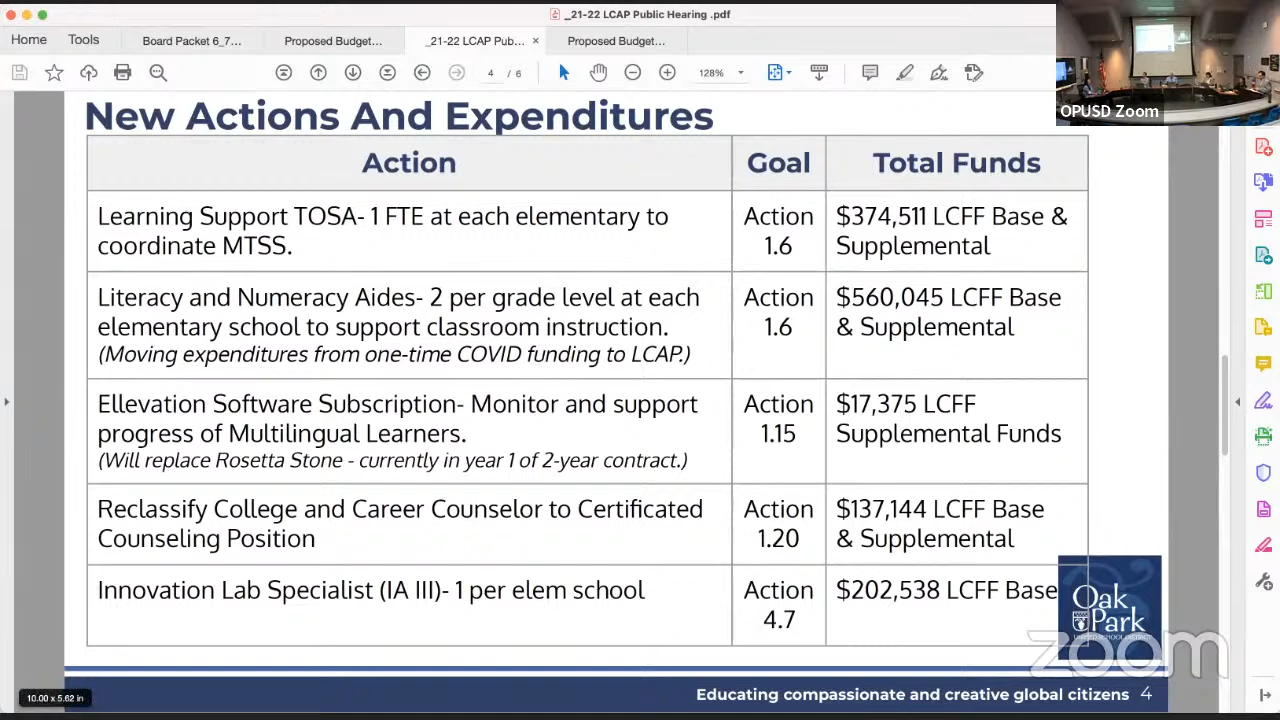 _21-22 LCAP Public Hearing .pdf
Home
Tools
Board Packet 6_7...
Proposed Budget...
_21-22 LCAP Pub... ×
Proposed Budget...
4 / 6
128%
OPUSD Zoom
New Actions And Expenditures
Action
Goal
Total Funds
Learning Support TOSA- 1 FTE at each elementary to
coordinate MTSS.
Action
1.6
$374,511 LCFF Base &
Supplemental
Literacy and Numeracy Aides- 2 per grade level at each
elementary school to support classroom instruction.
(Moving expenditures from one-time COVID funding to LCAP.)
Action
1.6
$560,045 LCFF Base
& Supplemental
Ellevation Software Subscription- Monitor and support
progress of Multilingual Learners.
(Will replace Rosetta Stone - currently in year 1 of 2-year contract.)
Action
1.15
$17,375 LCFF
Supplemental Funds
Reclassify College and Career Counselor to Certificated
Counseling Position
Action
1.20
$137,144 LCFF Base
& Supplemental
Innovation Lab Specialist (IA III)- 1 per elem school
Action
4.7
$202,538 LCFF Base
Oak
Park
UNIFIED SCHOOL DISTRICT
zoom
10.00 x 5.62 in
Educating compassionate and creative global citizens 4